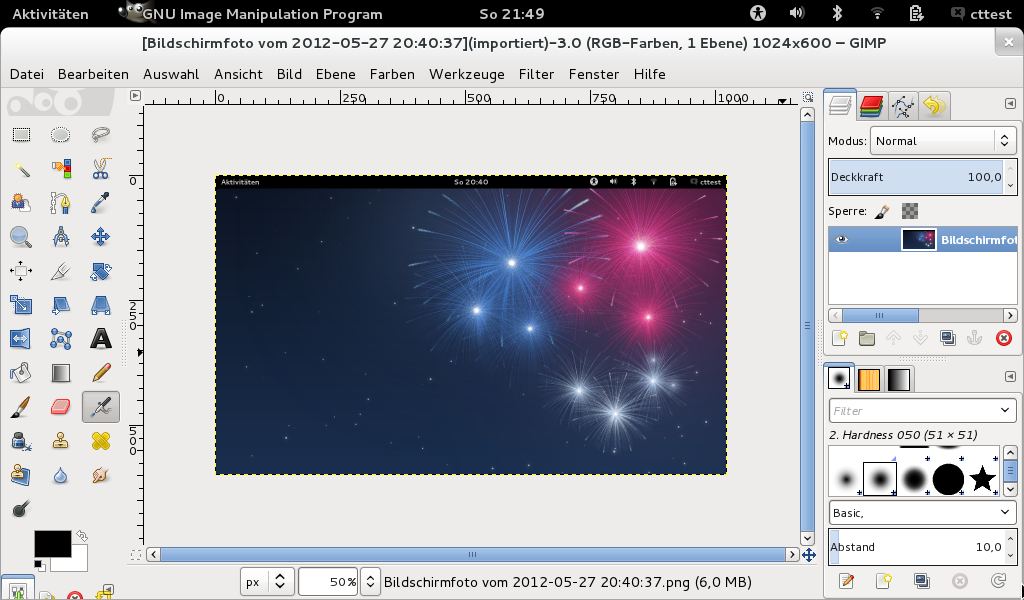 Aktivitäten GNU Image Manipulation Program So 21:49 cttest
[Bildschirmfoto vom 2012-05-27 20:40:37](importiert)-3.0 (RGB-Farben, 1 Ebene) 1024x600 – GIMP
Datei Bearbeiten Auswahl Ansicht Bild Ebene Farben Werkzeuge Filter Fenster Hilfe
0 250 500 750 1000
Modus: Normal
0
Aktivitäten So 20:40 cttest
Deckkraft 100,0
Sperre:
Bildschirmfot
250
500
Filter
2. Hardness 050 (51 × 51)
Basic,
Abstand 10,0
px 50% Bildschirmfoto vom 2012-05-27 20:40:37.png (6,0 MB)